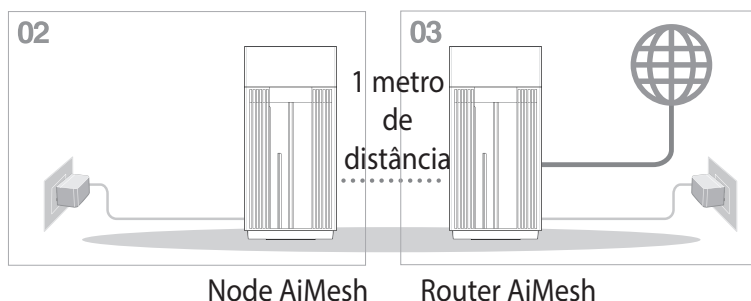 02
03
1 metro
de
distância
Node AiMesh
Router AiMesh